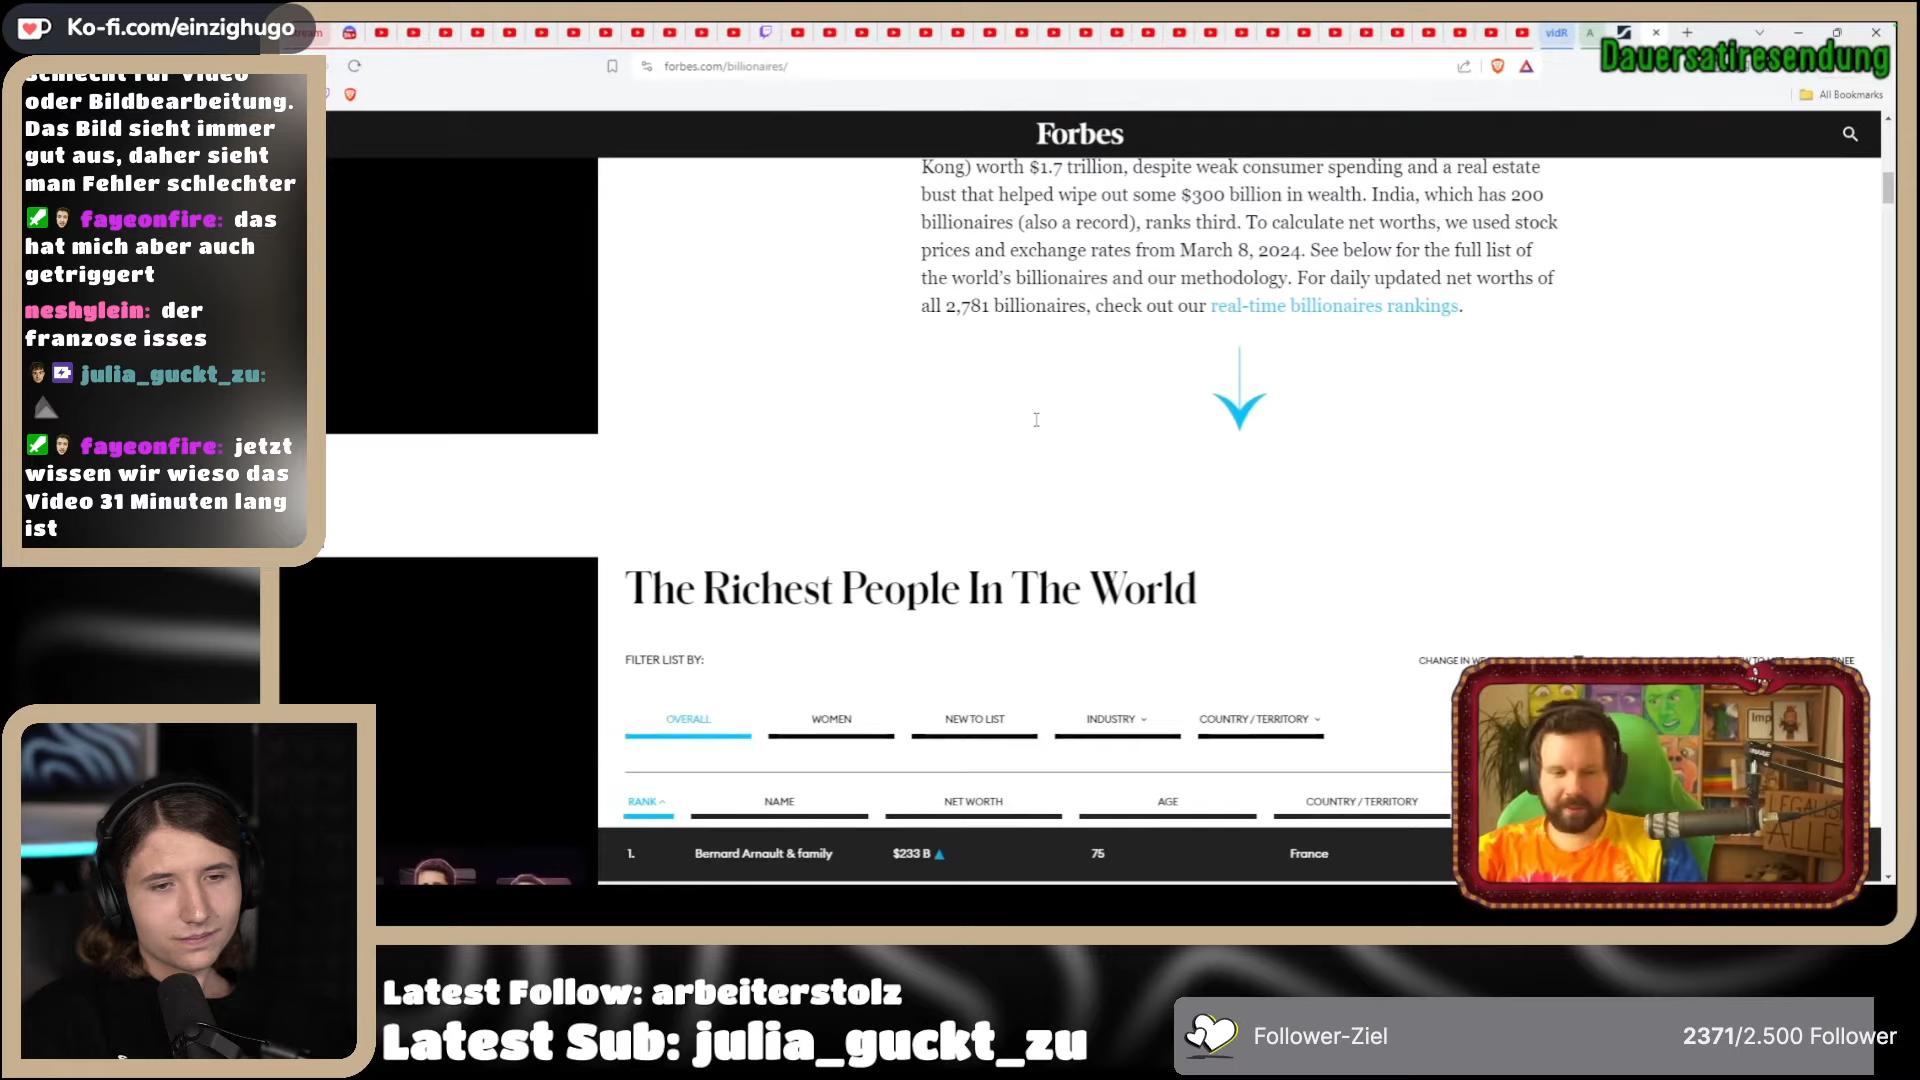 Ko-fi.com/einzighugo
oder Bildbearbeitung.
Das Bild sieht immer
gut aus, daher sieht
man Fehler schlechter
fayeonfire: das
hat mich aber auch
getriggert
neshylein: der
franzose isses
julia_guckt_zu:
fayeonfire: jetzt
wissen wir wieso das
Video 31 Minuten lang
ist
vidR
A
Dauersatiresendung
forbes.com/billionaires/
All Bookmarks
Forbes
Kong) worth $1.7 trillion, despite weak consumer spending and a real estate
bust that helped wipe out some $300 billion in wealth. India, which has 200
billionaires (also a record), ranks third. To calculate net worths, we used stock
prices and exchange rates from March 8, 2024. See below for the full list of
the world's billionaires and our methodology. For daily updated net worths of
all 2,781 billionaires, check out our real-time billionaires rankings.
The Richest People In The World
FILTER LIST BY:
CHANGE IN
OVERALL
WOMEN
NEW TO LIST
INDUSTRY
COUNTRY / TERRITORY
RANK
NAME
NET WORTH
AGE
COUNTRY / TERRITORY
1.
Bernard Arnault & family
$233 B
75
France
Imp
LEGALIS
ALLE
Latest Follow: arbeiterstolz
Latest Sub: julia_guckt_zu
Follower-Ziel
2371/2.500 Follower